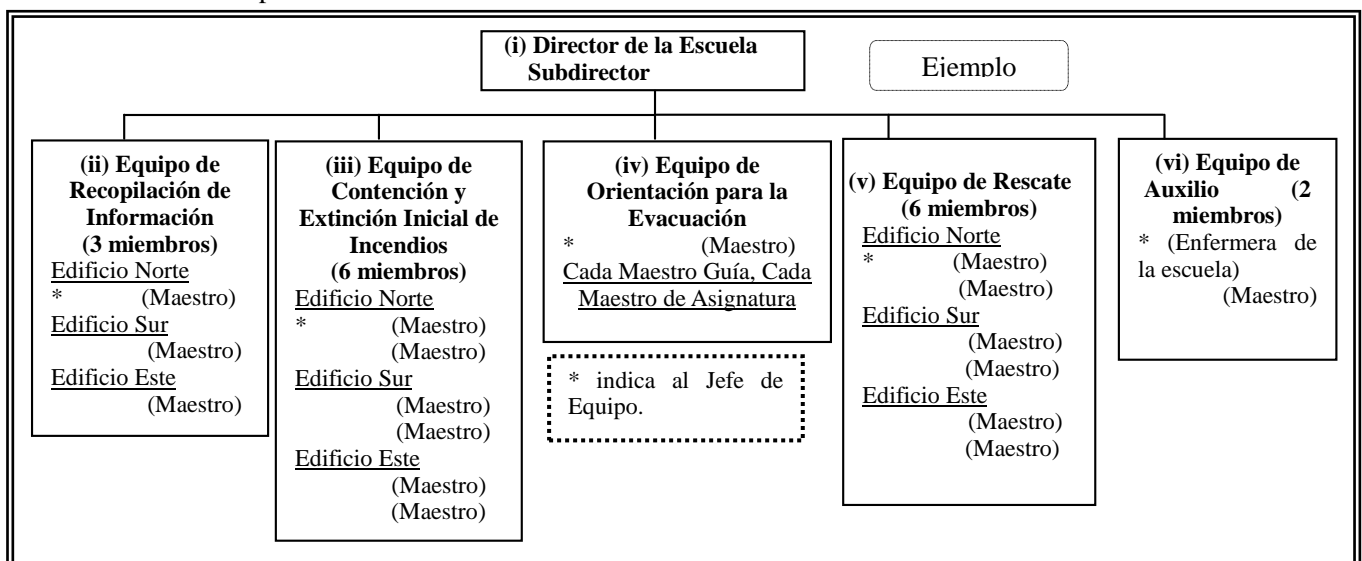 (i) Director de la Escuela
Subdirector
Ejemplo
(ii) Equipo de
Recopilación de
Información
(3 miembros)
Edificio Norte
* (Maestro)
Edificio Sur
(Maestro)
Edificio Este
(Maestro)
(iii) Equipo de
Contención y
Extinción Inicial de
Incendios
(6 miembros)
Edificio Norte
* (Maestro)
(Maestro)
Edificio Sur
(Maestro)
(Maestro)
Edificio Este
(Maestro)
(Maestro)
(iv) Equipo de
Orientación para la
Evacuación
* (Maestro)
Cada Maestro Guía, Cada
Maestro de Asignatura
* indica al Jefe de
Equipo.
(v) Equipo de Rescate
(6 miembros)
Edificio Norte
* (Maestro)
(Maestro)
Edificio Sur
(Maestro)
(Maestro)
Edificio Este
(Maestro)
(Maestro)
(vi) Equipo de
Auxilio (2
miembros)
* (Enfermera de
la escuela)
(Maestro)